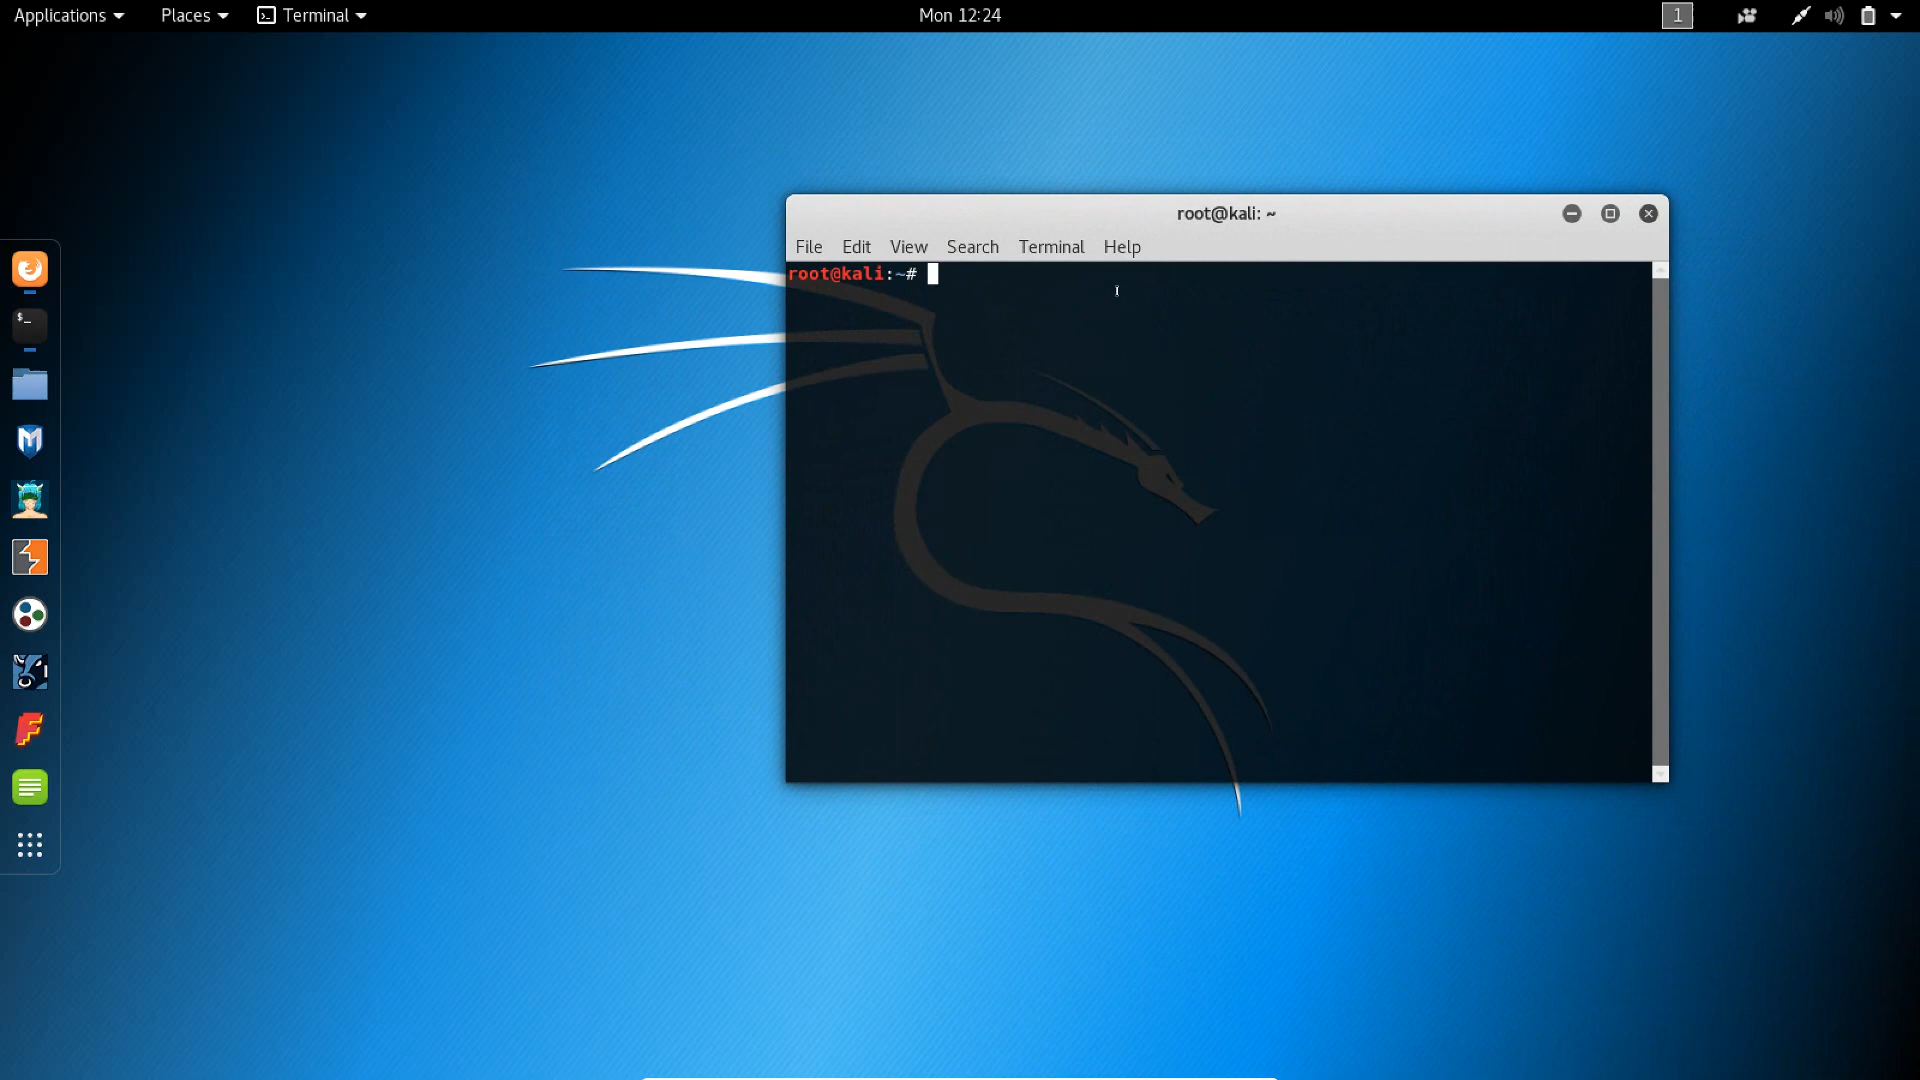 Applications Places Terminal Mon 12:24 1
root@kali: ~
File Edit View Search Terminal Help
root@kali:~#
$_